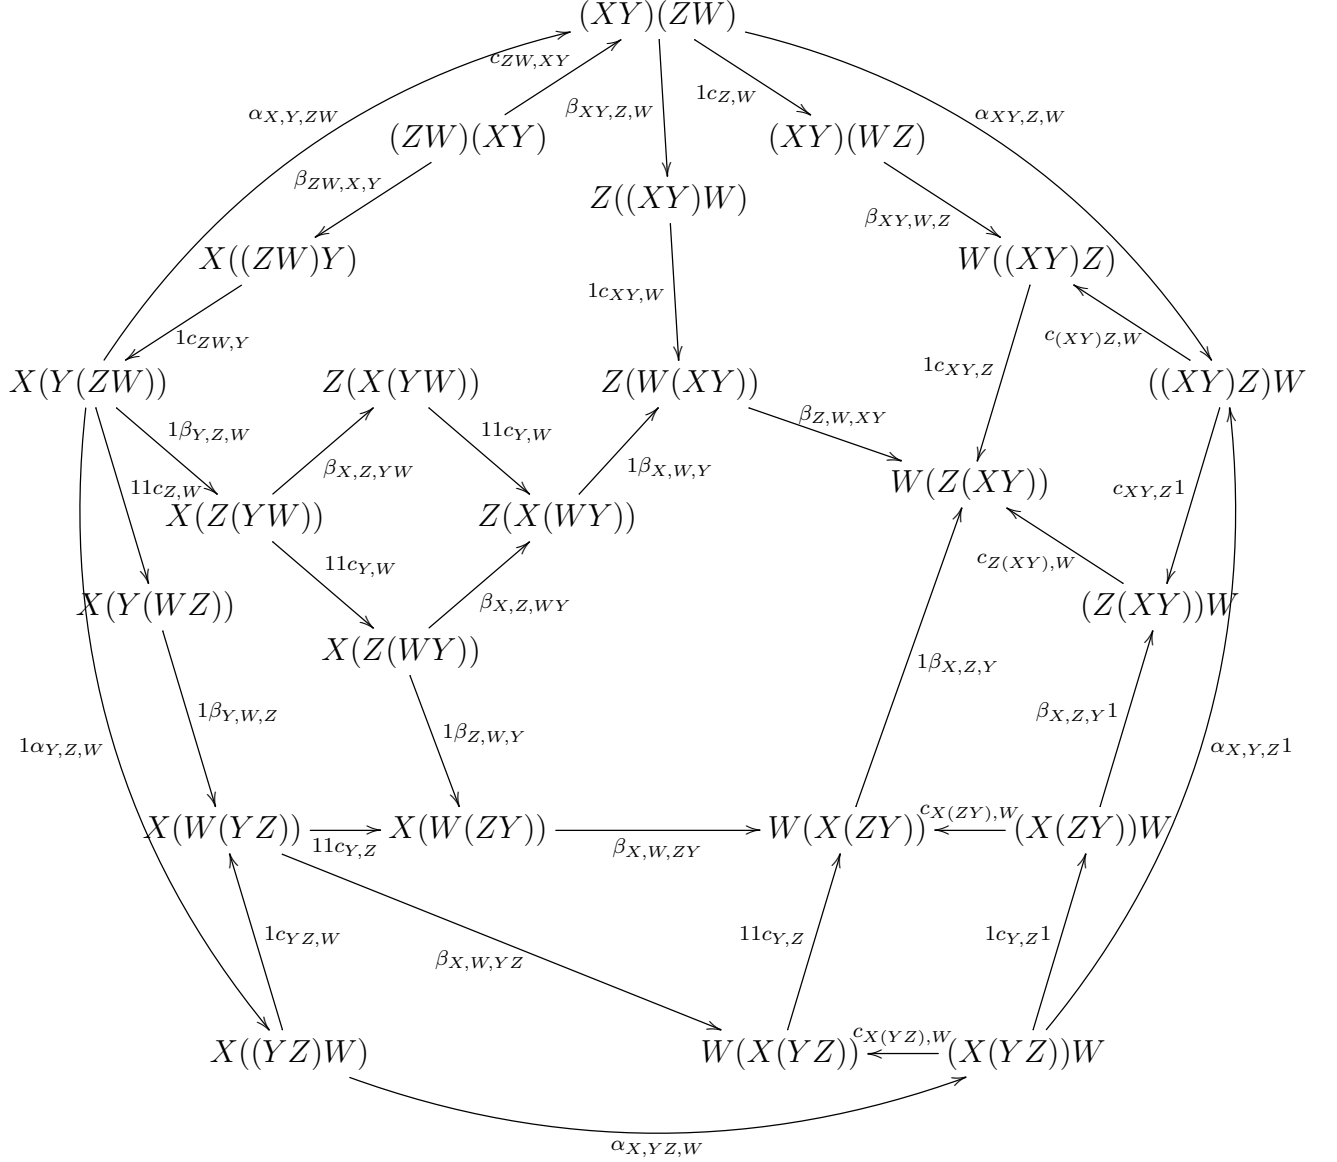 (XY)(ZW)
c_{ZW,XY}
α_{X,Y,ZW}
β_{XY,Z,W}
1c_{Z,W}
α_{XY,Z,W}
(ZW)(XY)
(XY)(WZ)
β_{ZW,X,Y}
Z((XY)W)
β_{XY,W,Z}
X((ZW)Y)
W((XY)Z)
1c_{XY,W}
1c_{ZW,Y}
c_{(XY)Z,W}
1c_{XY,Z}
X(Y(ZW))
Z(X(YW))
Z(W(XY))
((XY)Z)W
β_{Z,W,XY}
1β_{Y,Z,W}
11c_{Y,W}
β_{X,Z,YW}
1β_{X,W,Y}
W(Z(XY))
11c_{Z,W}
c_{XY,Z}1
X(Z(YW))
Z(X(WY))
11c_{Y,W}
c_{Z(XY),W}
X(Y(WZ))
β_{X,Z,WY}
(Z(XY))W
X(Z(WY))
1β_{X,Z,Y}
1β_{Y,W,Z}
β_{X,Z,Y}1
1β_{Z,W,Y}
1α_{Y,Z,W}
α_{X,Y,Z}1
c_{X(ZY),W}
X(W(YZ))
X(W(ZY))
W(X(ZY))
(X(ZY))W
11c_{Y,Z}
β_{X,W,ZY}
1c_{YZ,W}
11c_{Y,Z}
1c_{Y,Z}1
β_{X,W,YZ}
c_{X(YZ),W}
X((YZ)W)
W(X(YZ))
(X(YZ))W
α_{X,YZ,W}